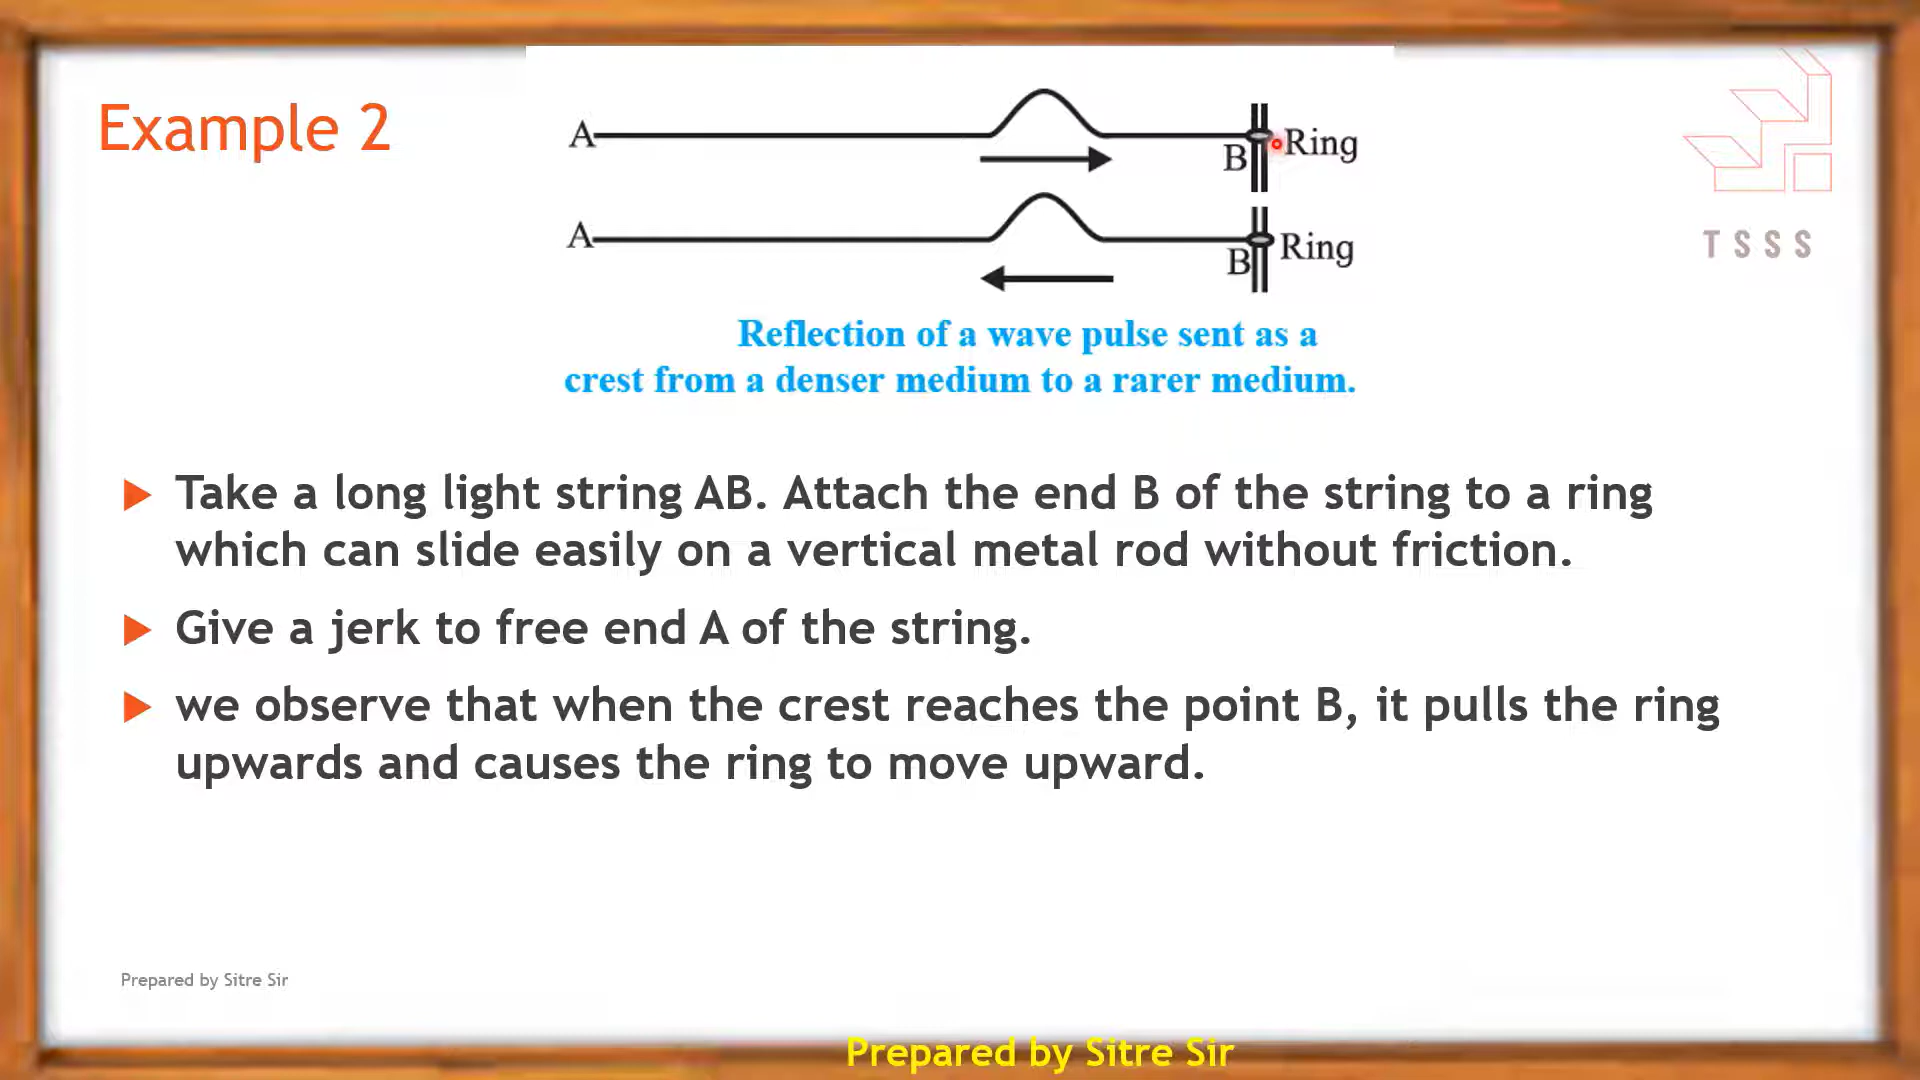 Example 2
A
B
Ring
A
B
Ring
TSSS
Reflection of a wave pulse sent as a
crest from a denser medium to a rarer medium.
Take a long light string AB. Attach the end B of the string to a ring
which can slide easily on a vertical metal rod without friction.
Give a jerk to free end A of the string.
we observe that when the crest reaches the point B, it pulls the ring
upwards and causes the ring to move upward.
Prepared by Sitre Sir
Prepared by Sitre Sir